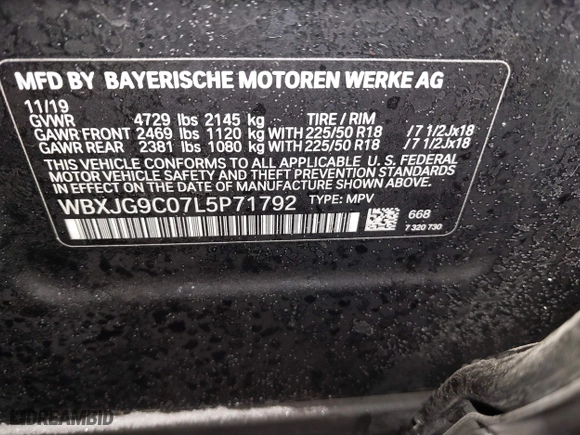 MFD BY BAYERISCHE MOTOREN WERKE AG
11/19
GVWR 4729 lbs 2145 kg TIRE / RIM
GAWR FRONT 2469 lbs 1120 kg WITH 225/50 R18 /7 1/2Jx18
GAWR REAR 2381 lbs 1080 kg WITH 225/50 R18 /7 1/2Jx18
THIS VEHICLE CONFORMS TO ALL APPLICABLE U. S. FEDERAL
MOTOR VEHICLE SAFETY AND THEFT PREVENTION STANDARDS
IN EFFECT ON THE DATE OF MANUFACTURE SHOWN ABOVE.
WBXJG9C07L5P71792 TYPE: MPV
668
7 320 730
DREAMBID